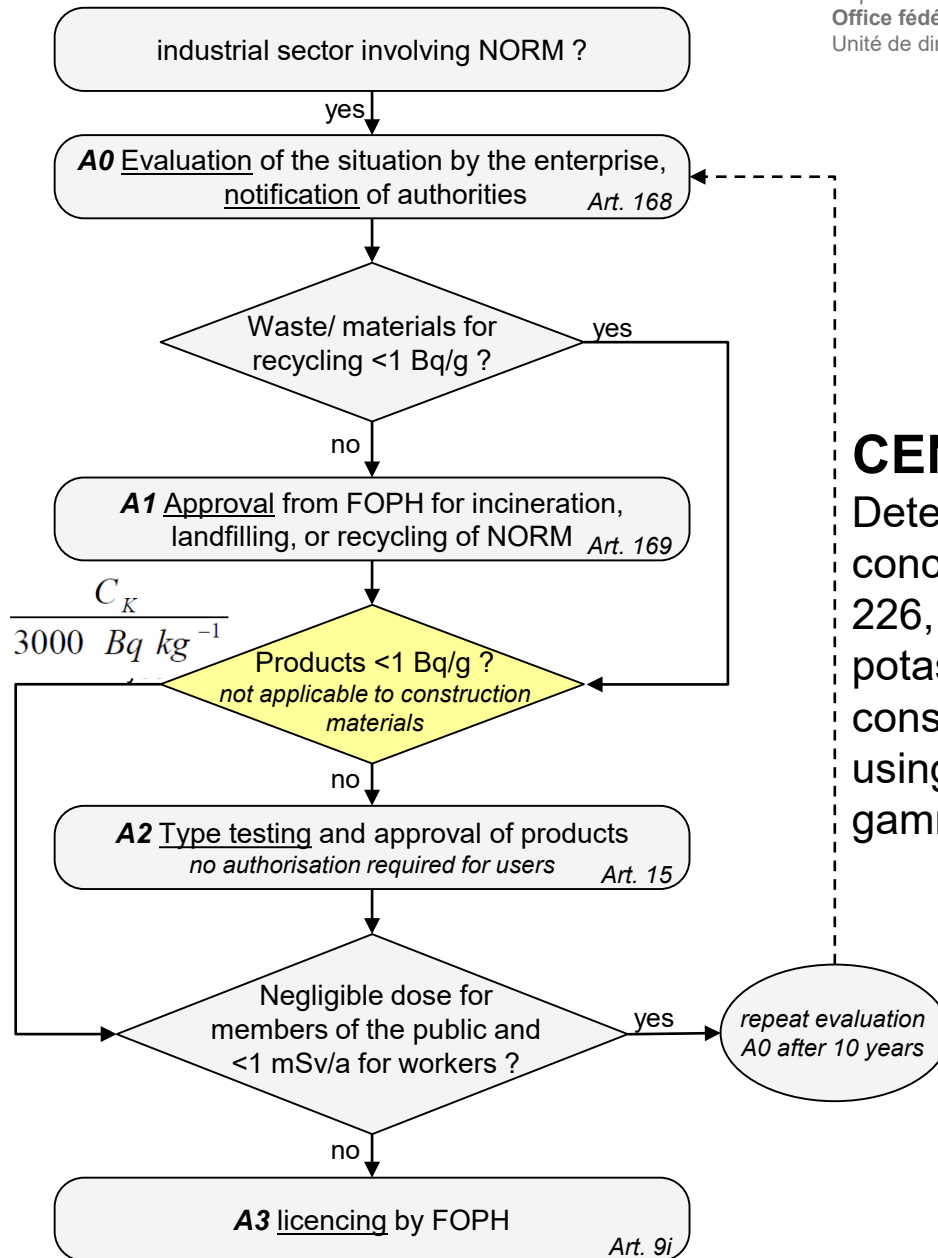 Office fédé
Unité de dir
industrial sector involving NORM ?
yes
A0 Evaluation of the situation by the enterprise,
notification of authorities
Art. 168
Waste/ materials for
recycling <1 Bq/g ?
yes
no
A1 Approval from FOPH for incineration,
landfilling, or recycling of NORM
Art. 169
C_K
3000 Bq kg⁻¹
Products <1 Bq/g ?
not applicable to construction
materials
no
A2 Type testing and approval of products
no authorisation required for users
Art. 15
Negligible dose for
members of the public and
<1 mSv/a for workers ?
yes
repeat evaluation
A0 after 10 years
no
A3 licencing by FOPH
Art. 9i
CEN
Dete
conc
226,
potas
cons
using
gamm